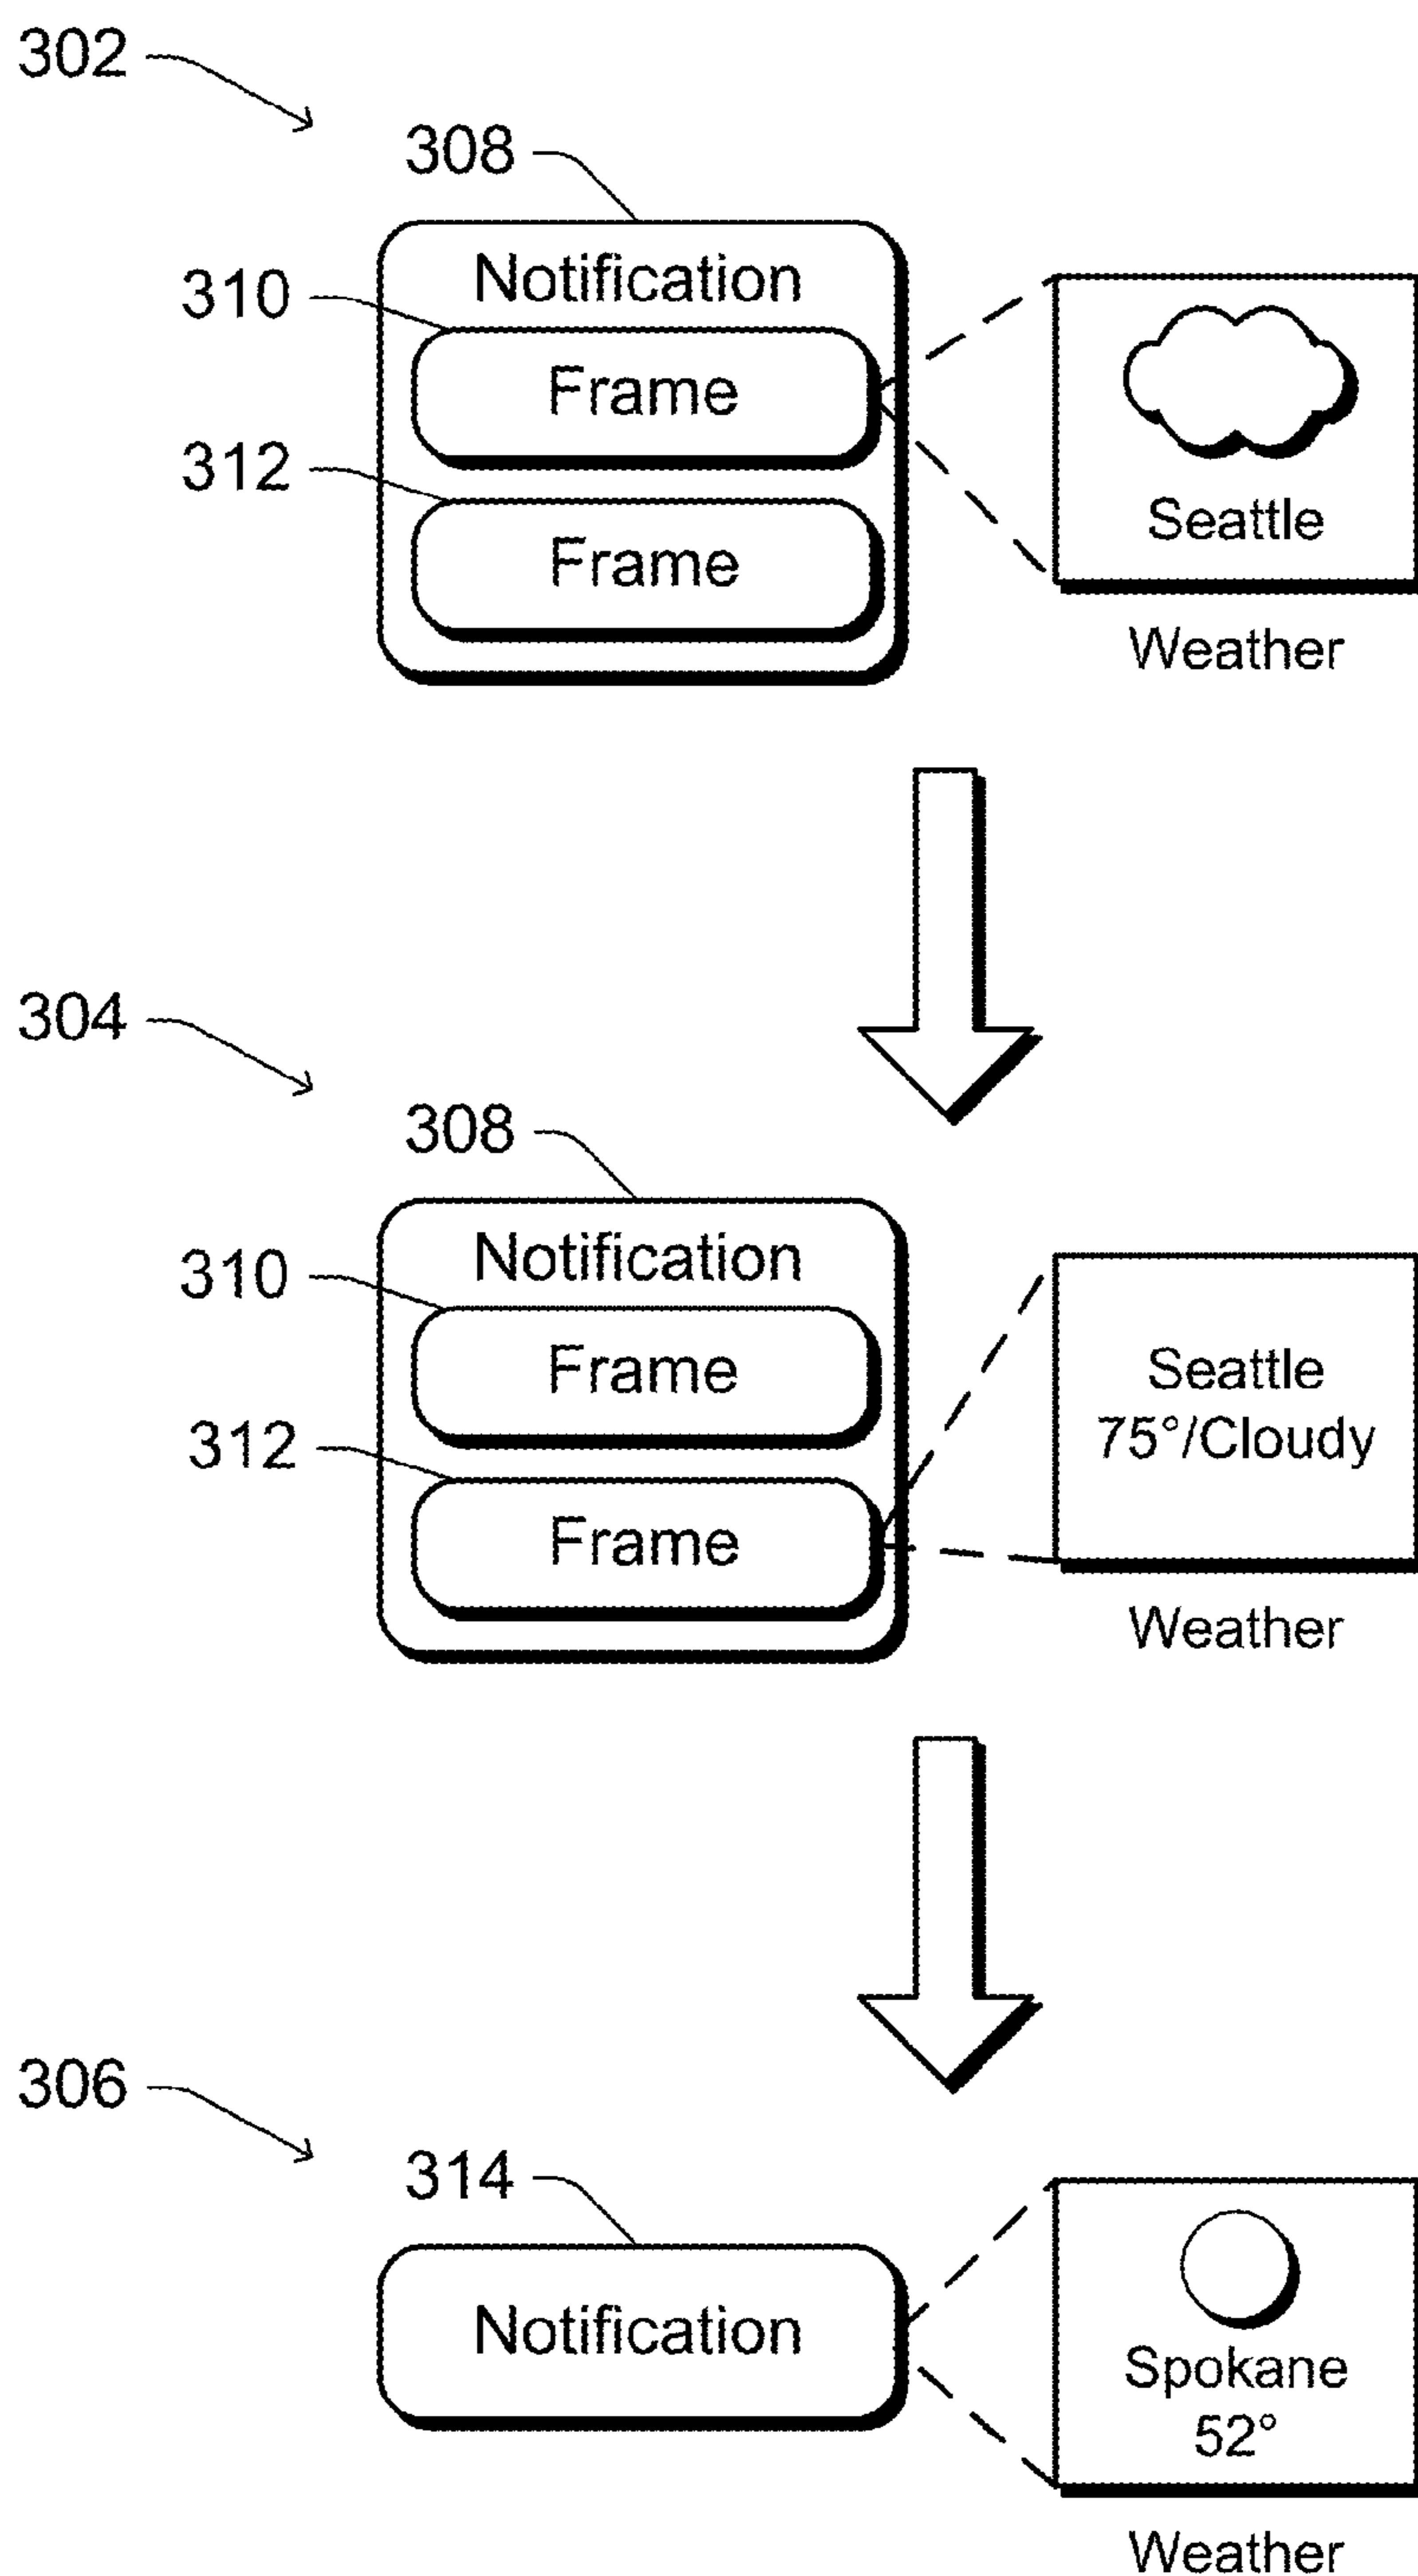 302
308
Notification
310
Frame
312
Frame
Seattle
Weather
304
308
Notification
310
Frame
312
Frame
Seattle
75°/Cloudy
Weather
306
314
Notification
Spokane
52°
Weather